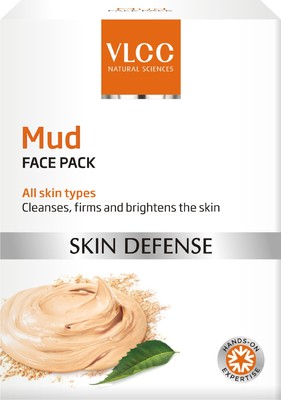 VLCC
NATURAL SCIENCES
Mud
FACE PACK
All skin types
Cleanses, firms and brightens the skin
SKIN DEFENSE
HANDS-ON
EXPERTISE